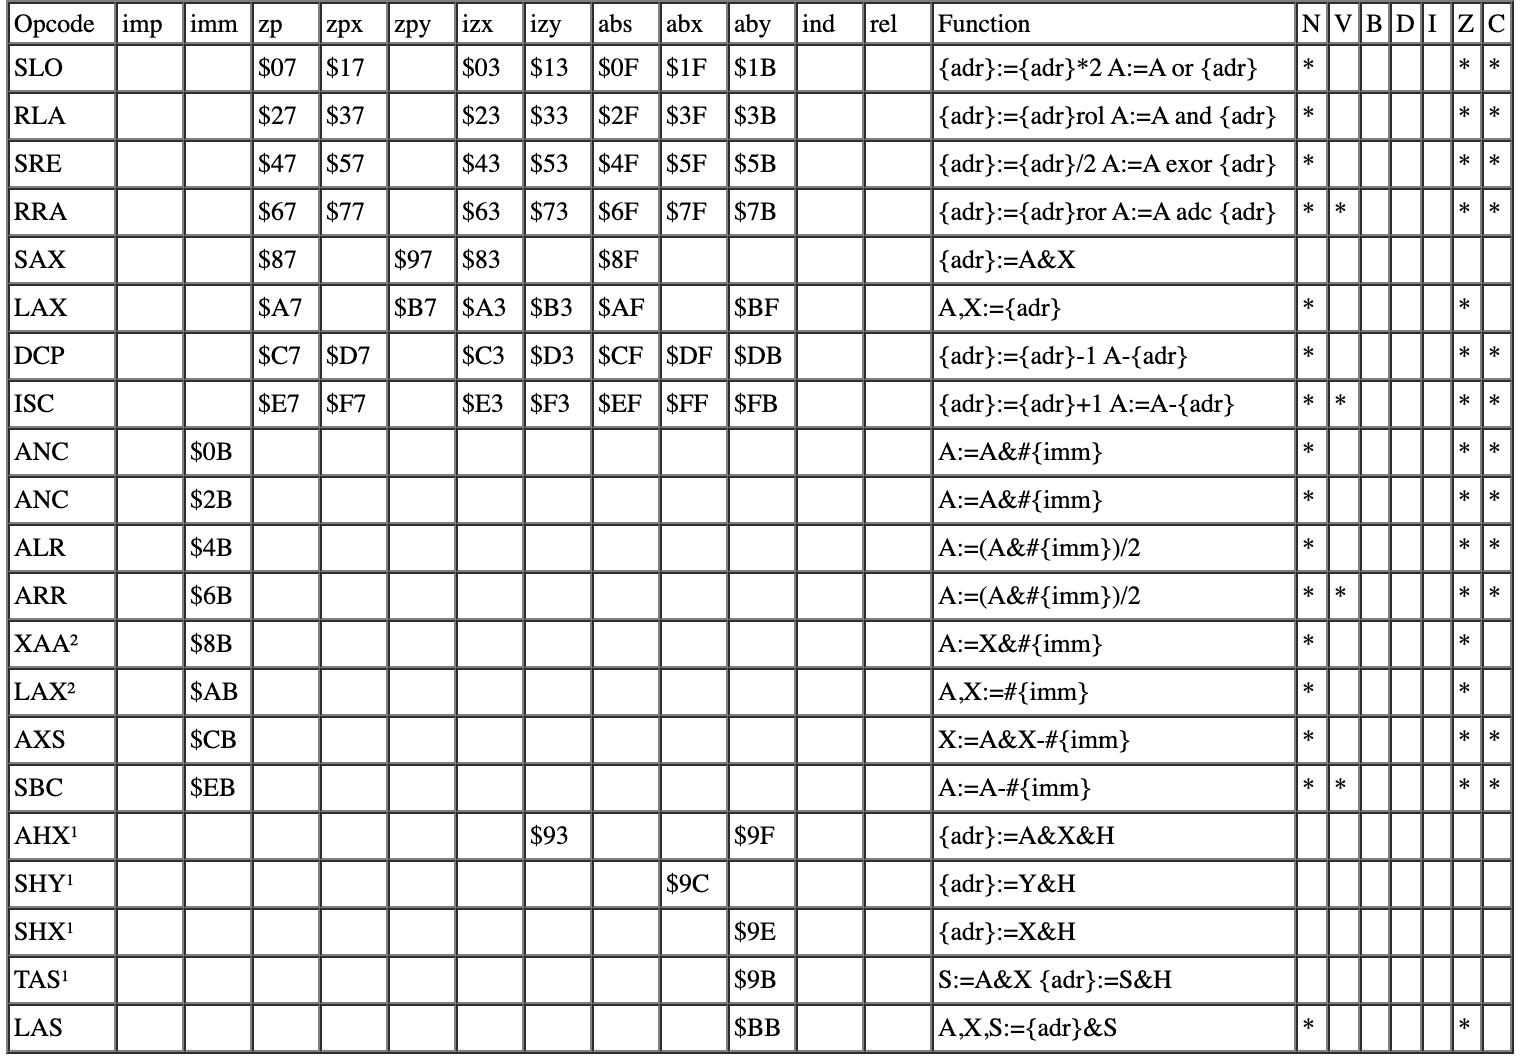 Opcode imp imm zp zpx zpy izx izy abs abx aby ind rel Function N V B D I Z C
SLO $07 $17 $03 $13 $0F $1F $1B {adr}:={adr}*2 A:=A or {adr} * * *
RLA $27 $37 $23 $33 $2F $3F $3B {adr}:={adr}rol A:=A and {adr} * * *
SRE $47 $57 $43 $53 $4F $5F $5B {adr}:={adr}/2 A:=A exor {adr} * * *
RRA $67 $77 $63 $73 $6F $7F $7B {adr}:={adr}ror A:=A adc {adr} * * * *
SAX $87 $97 $83 $8F {adr}:=A&X
LAX $A7 $B7 $A3 $B3 $AF $BF A,X:={adr} * *
DCP $C7 $D7 $C3 $D3 $CF $DF $DB {adr}:={adr}-1 A-{adr} * * *
ISC $E7 $F7 $E3 $F3 $EF $FF $FB {adr}:={adr}+1 A:=A-{adr} * * * *
ANC $0B A:=A&#{imm} * * *
ANC $2B A:=A&#{imm} * * *
ALR $4B A:=(A&#{imm})/2 * * *
ARR $6B A:=(A&#{imm})/2 * * * *
XAA² $8B A:=X&#{imm} * *
LAX² $AB A,X:=#{imm} * *
AXS $CB X:=A&X-#{imm} * * *
SBC $EB A:=A-#{imm} * * * *
AHX¹ $93 $9F {adr}:=A&X&H
SHY¹ $9C {adr}:=Y&H
SHX¹ $9E {adr}:=X&H
TAS¹ $9B S:=A&X {adr}:=S&H
LAS $BB A,X,S:={adr}&S * *